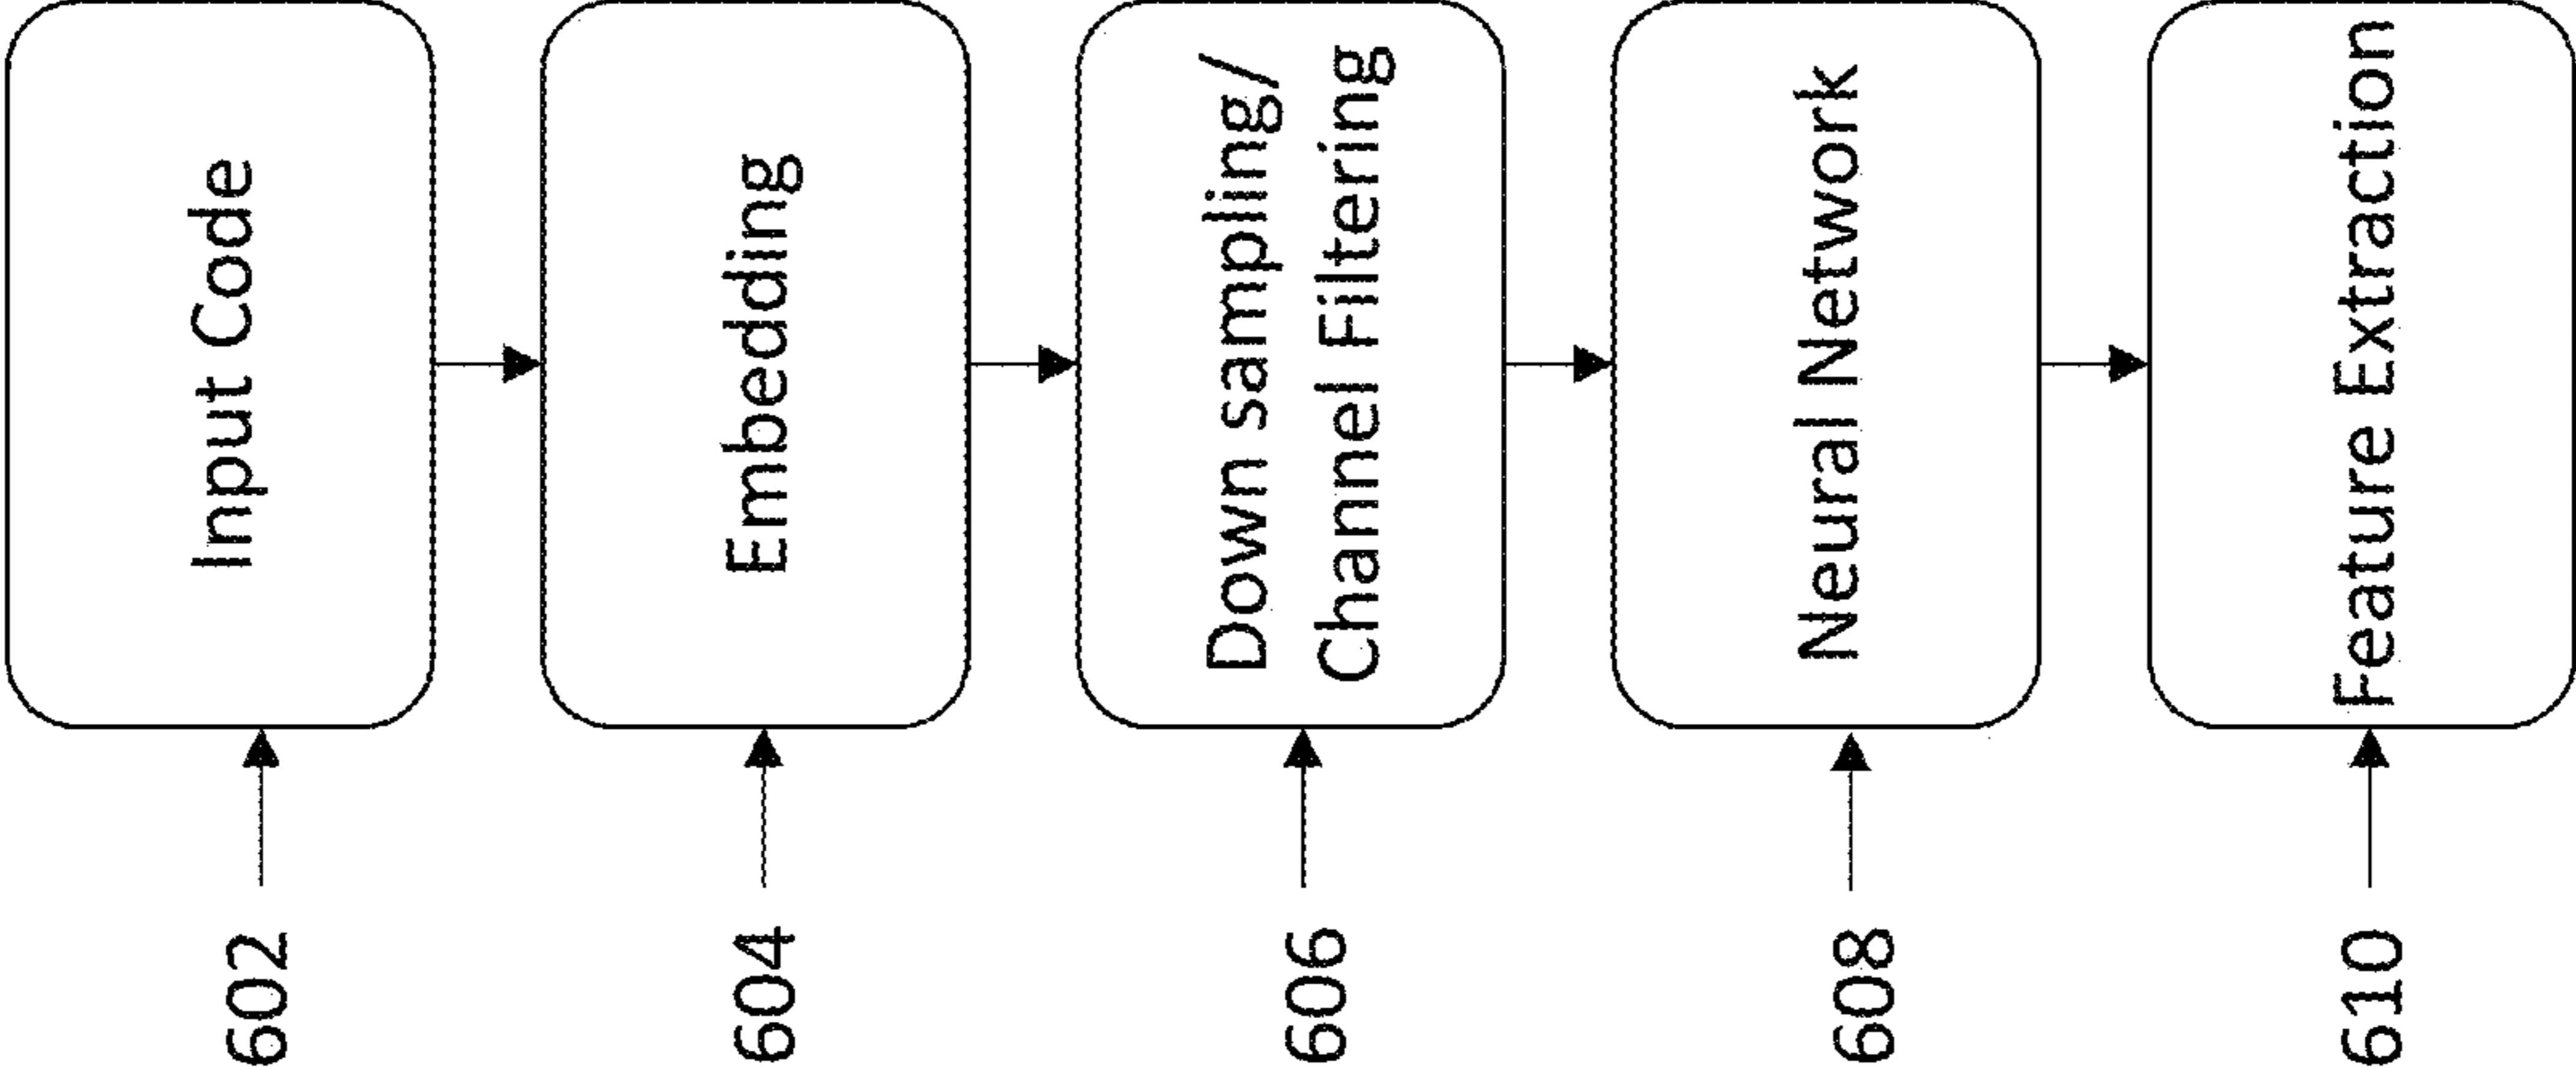 602
Input Code
604
Embedding
606
Down sampling/
Channel Filtering
608
Neural Network
610
Feature Extraction